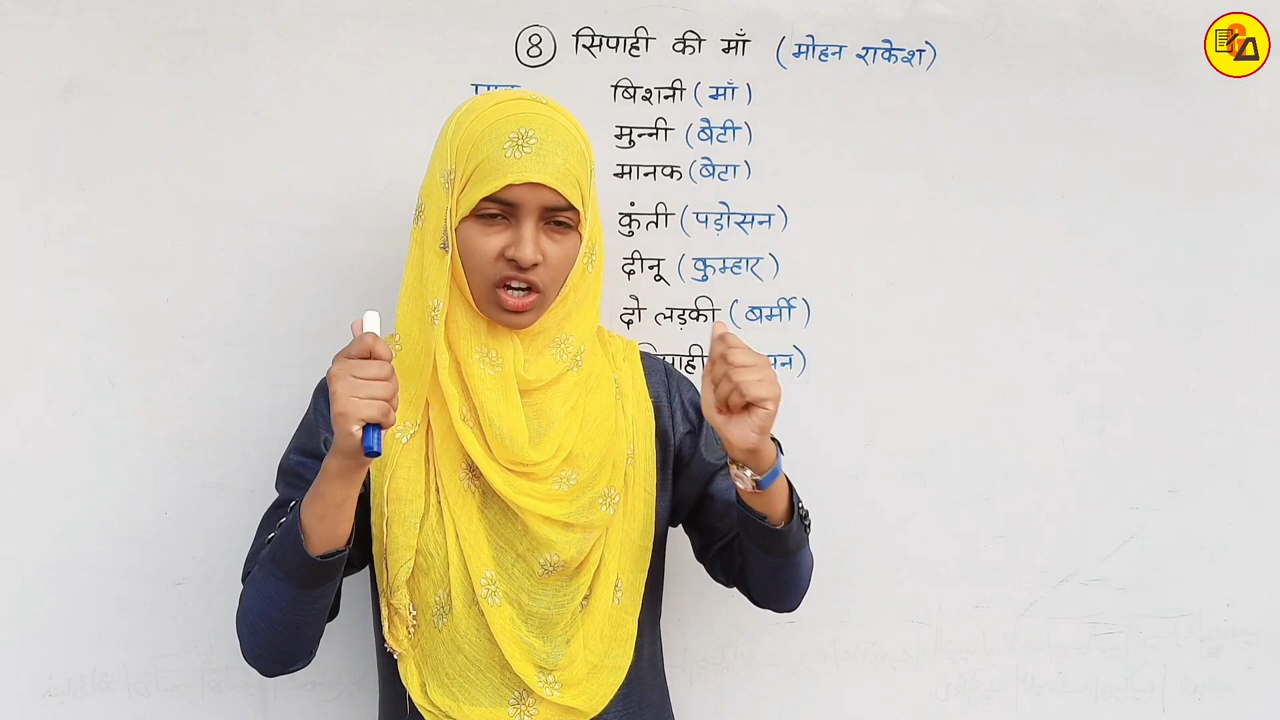 8 सिपाही की माँ (मोहन राकेश)
बिशनी (माँ)
मुन्नी (बेटी)
मानक (बेटा)
कुंती (पड़ोसन)
दीनू (कुम्हार)
दो लड़की (बर्मी)